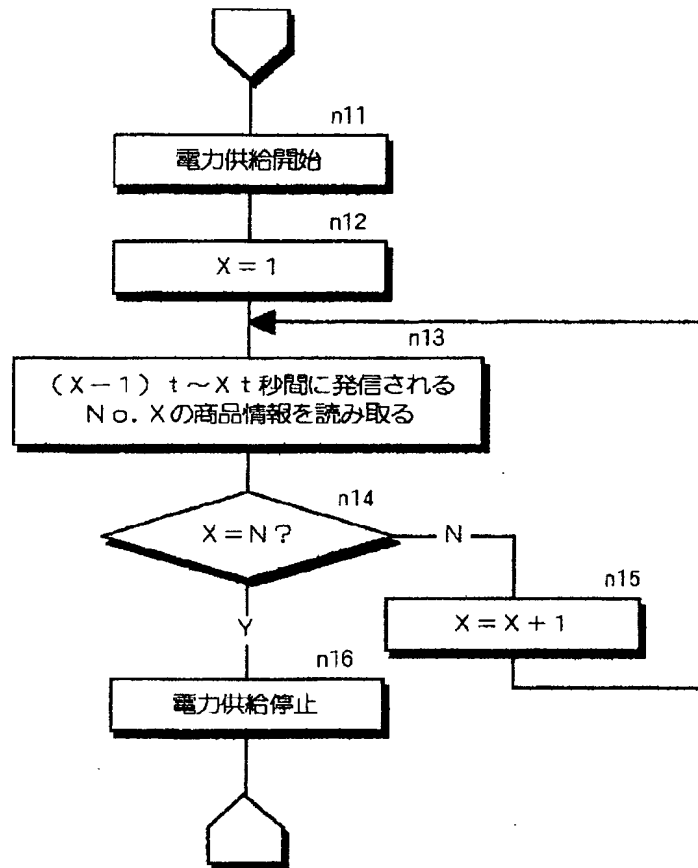 n11
電力供給開始
n12
X＝1
n13
（X－1）t～Xt秒間に発信される
No.Xの商品情報を読み取る
n14
X＝N？
N
n15
X＝X＋1
Y
n16
電力供給停止